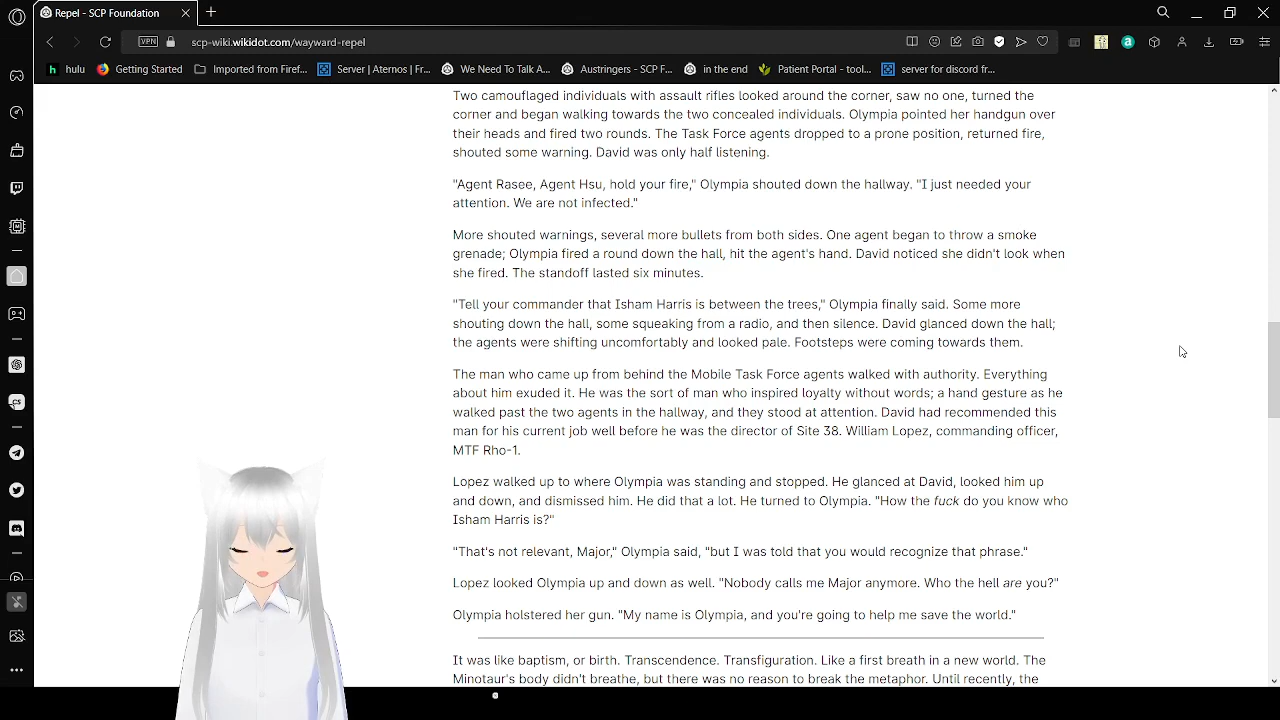 Repel - SCP Foundation
VPN
scp-wiki.wikidot.com/wayward-repel
hulu
Getting Started
Imported from Firef...
Server | Aternos | Fr...
We Need To Talk A...
Austringers - SCP F...
in the end
Patient Portal - tool...
server for discord fr...
Two camouflaged individuals with assault rifles looked around the corner, saw no one, turned the
corner and began walking towards the two concealed individuals. Olympia pointed her handgun over
their heads and fired two rounds. The Task Force agents dropped to a prone position, returned fire,
shouted some warning. David was only half listening.
"Agent Rasee, Agent Hsu, hold your fire," Olympia shouted down the hallway. "I just needed your
attention. We are not infected."
More shouted warnings, several more bullets from both sides. One agent began to throw a smoke
grenade; Olympia fired a round down the hall, hit the agent's hand. David noticed she didn't look when
she fired. The standoff lasted six minutes.
"Tell your commander that Isham Harris is between the trees," Olympia finally said. Some more
shouting down the hall, some squeaking from a radio, and then silence. David glanced down the hall;
the agents were shifting uncomfortably and looked pale. Footsteps were coming towards them.
The man who came up from behind the Mobile Task Force agents walked with authority. Everything
about him exuded it. He was the sort of man who inspired loyalty without words; a hand gesture as he
walked past the two agents in the hallway, and they stood at attention. David had recommended this
man for his current job well before he was the director of Site 38. William Lopez, commanding officer,
MTF Rho-1.
Lopez walked up to where Olympia was standing and stopped. He glanced at David, looked him up
and down, and dismissed him. He did that a lot. He turned to Olympia. "How the fuck do you know who
Isham Harris is?"
"That's not relevant, Major," Olympia said, "but I was told that you would recognize that phrase."
Lopez looked Olympia up and down as well. "Nobody calls me Major anymore. Who the hell are you?"
Olympia holstered her gun. "My name is Olympia, and you're going to help me save the world."
It was like baptism, or birth. Transcendence. Transfiguration. Like a first breath in a new world. The
Minotaur's body didn't breathe, but there was no reason to break the metaphor. Until recently, the